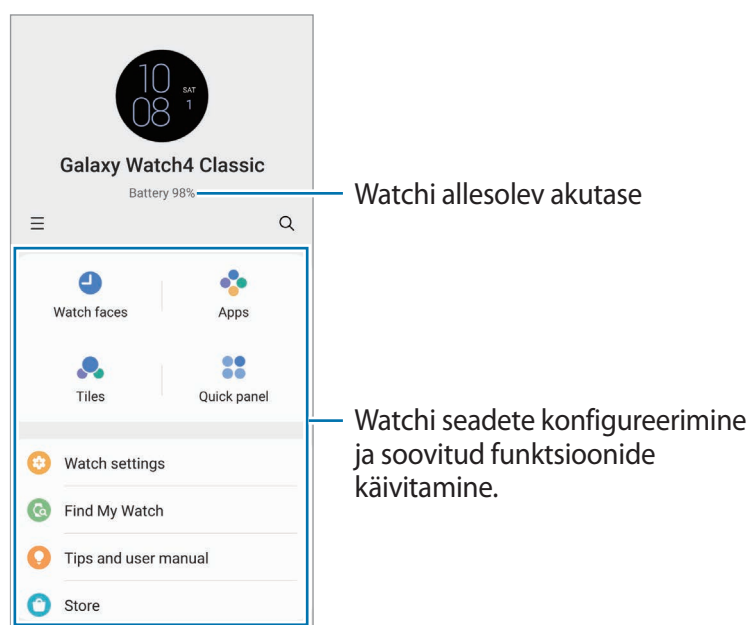 10
08
SAT
1
Galaxy Watch4 Classic
Battery 98%
Watchi allesolev akutase
Watch faces
Apps
Tiles
Quick panel
Watchi seadete konfigureerimine
ja soovitud funktsioonide
käivitamine.
Watch settings
Find My Watch
Tips and user manual
Store